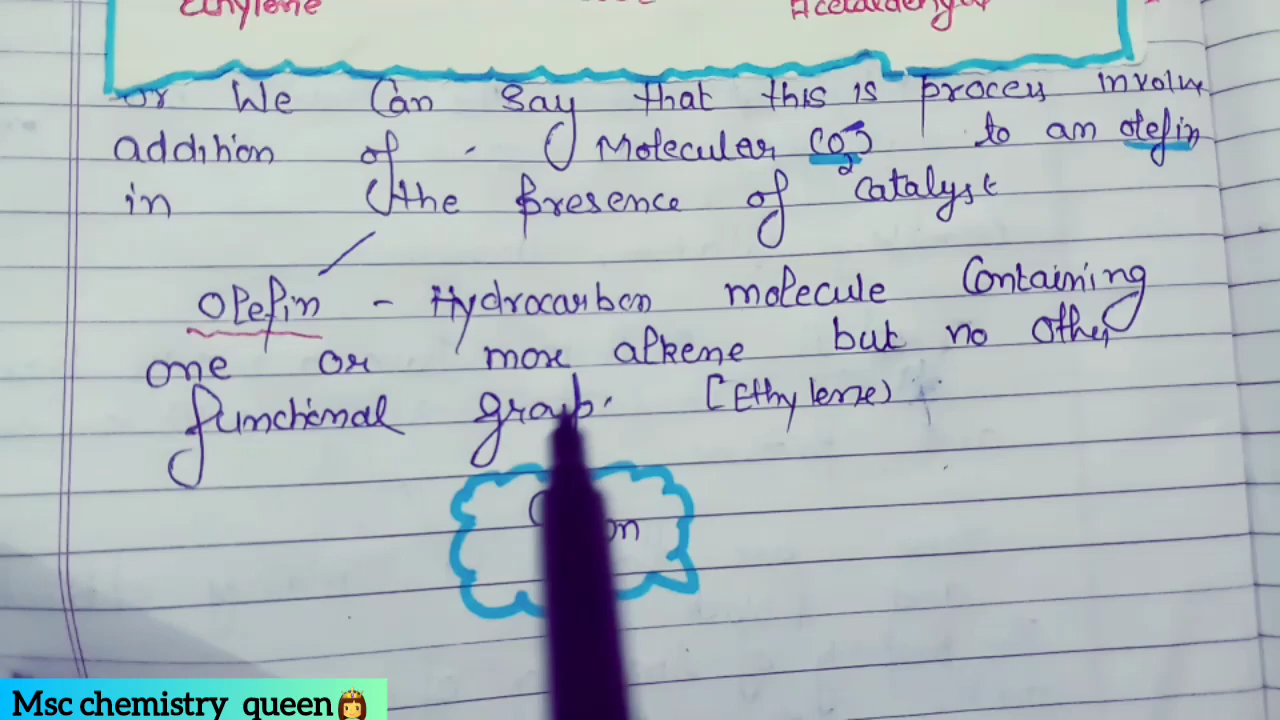 Ethylene
or We Can say that this is process involve
addition of Molecular (O2) to an olefin
in the presence of catalyst
Olefin - Hydrocarbon molecule Containing
one or more alkene but no other
functional group. (Ethylene)
on
Msc chemistry queen👸